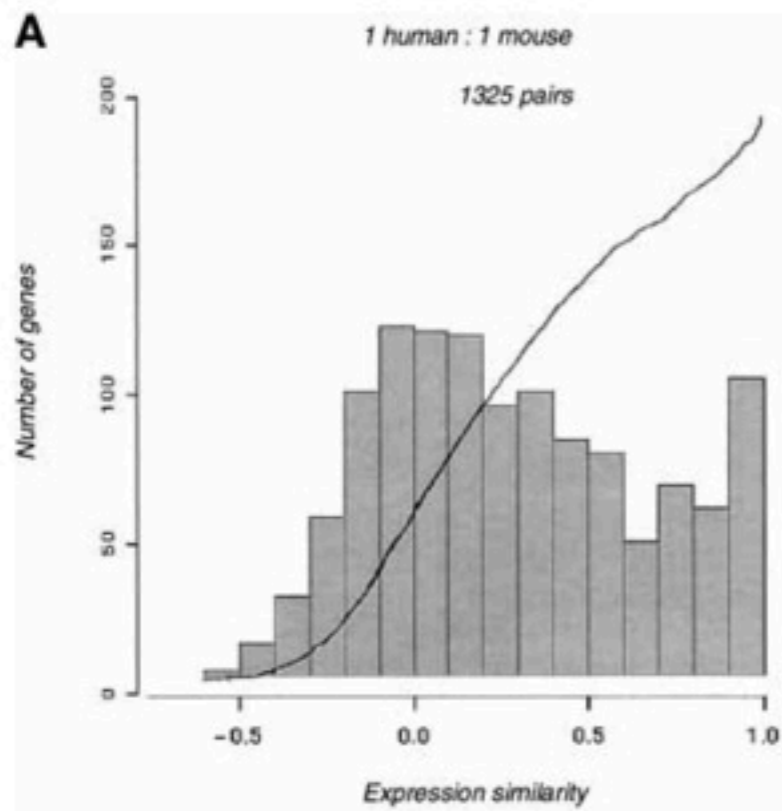 A
1 human : 1 mouse
1325 pairs
200
150
100
50
0
Number of genes
-0.5 0.0 0.5 1.0
Expression similarity